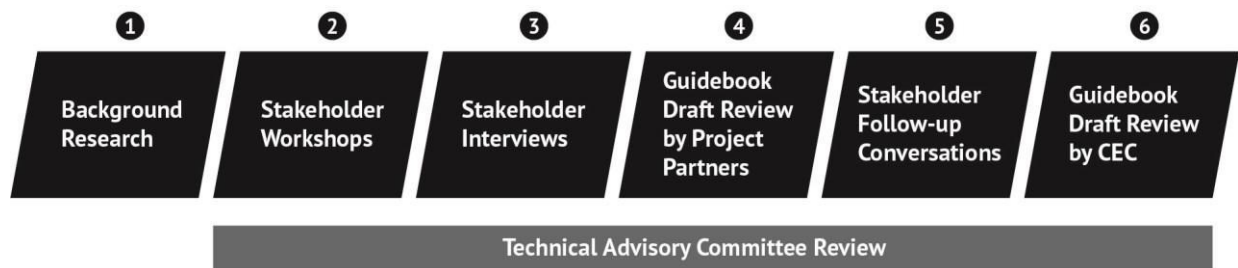 1
2
3
4
5
6
Background
Research
Stakeholder
Workshops
Stakeholder
Interviews
Guidebook
Draft Review
by Project
Partners
Stakeholder
Follow-up
Conversations
Guidebook
Draft Review
by CEC
Technical Advisory Committee Review